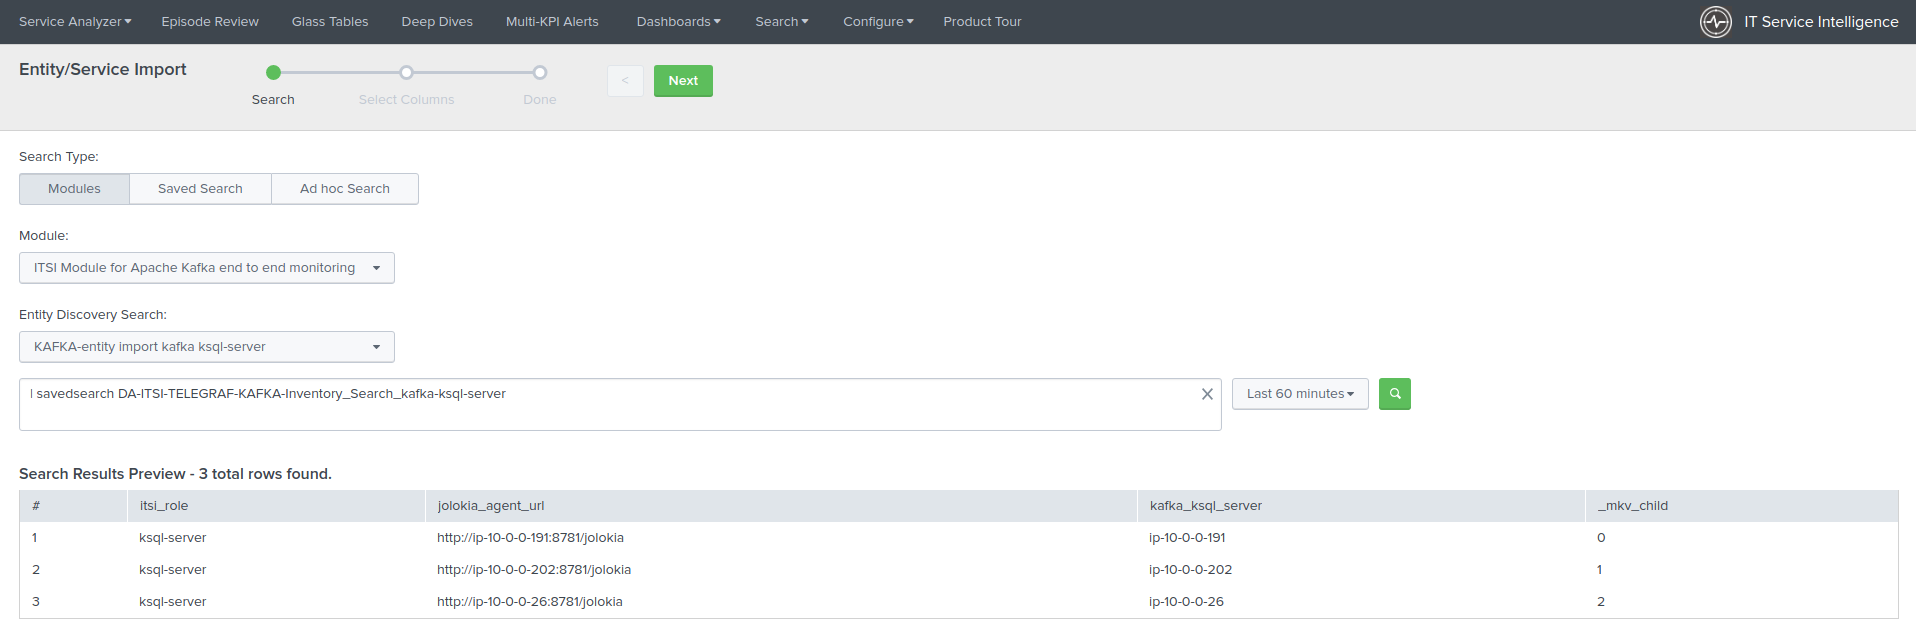 Service Analyzer Episode Review Glass Tables Deep Dives Multi-KPI Alerts Dashboards Search Configure Product Tour IT Service Intelligence
Entity/Service Import
Search Select Columns Done
< Next
Search Type:
Modules Saved Search Ad hoc Search
Module:
ITSI Module for Apache Kafka end to end monitoring
Entity Discovery Search:
KAFKA-entity import kafka ksql-server
| savedsearch DA-ITSI-TELEGRAF-KAFKA-Inventory_Search_kafka-ksql-server
Last 60 minutes
Search Results Preview - 3 total rows found.
# itsi_role jolokia_agent_url kafka_ksql_server _mkv_child
1 ksql-server http://ip-10-0-0-191:8781/jolokia ip-10-0-0-191 0
2 ksql-server http://ip-10-0-0-202:8781/jolokia ip-10-0-0-202 1
3 ksql-server http://ip-10-0-0-26:8781/jolokia ip-10-0-0-26 2